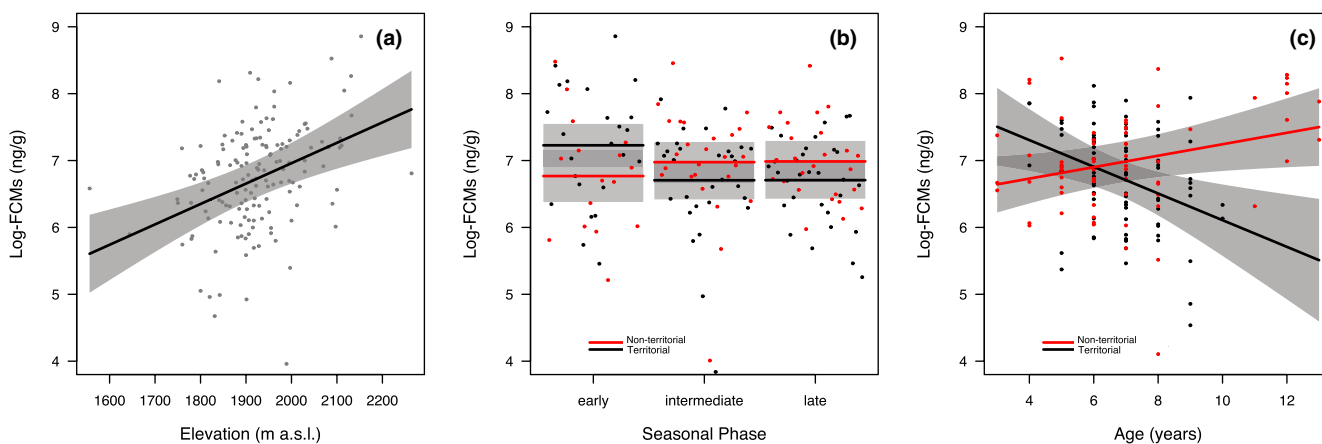 (a)
Log-FCMs (ng/g)
9
8
7
6
5
4
1600 1700 1800 1900 2000 2100 2200
Elevation (m a.s.l.)
(b)
Log-FCMs (ng/g)
9
8
7
6
5
4
Non-territorial
Territorial
early intermediate late
Seasonal Phase
(c)
Log-FCMs (ng/g)
9
8
7
6
5
4
Non-territorial
Territorial
4 6 8 10 12
Age (years)